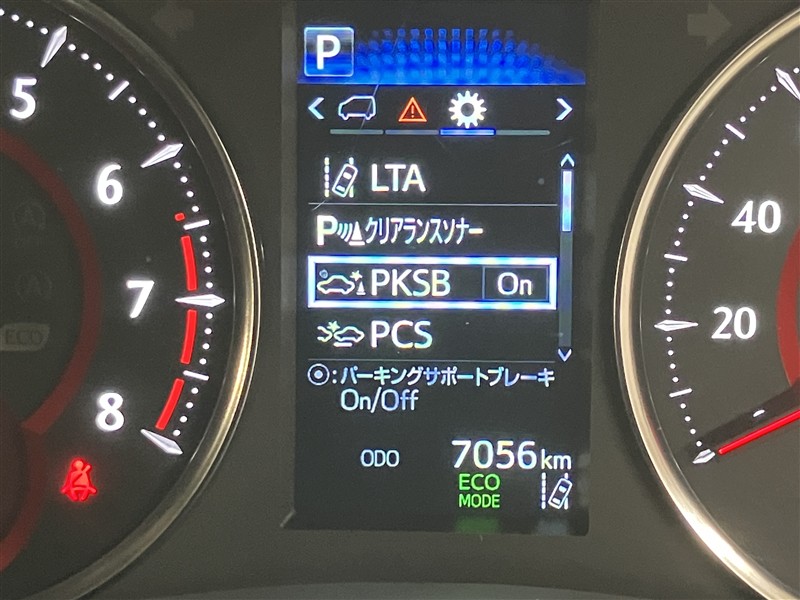 P
LTA
Pクリアランスソナー
PKSB On
PCS
:パーキングサポートブレーキ
On/Off
ODO 7056km
ECO
MODE
5
6
7
8
40
20
ECO